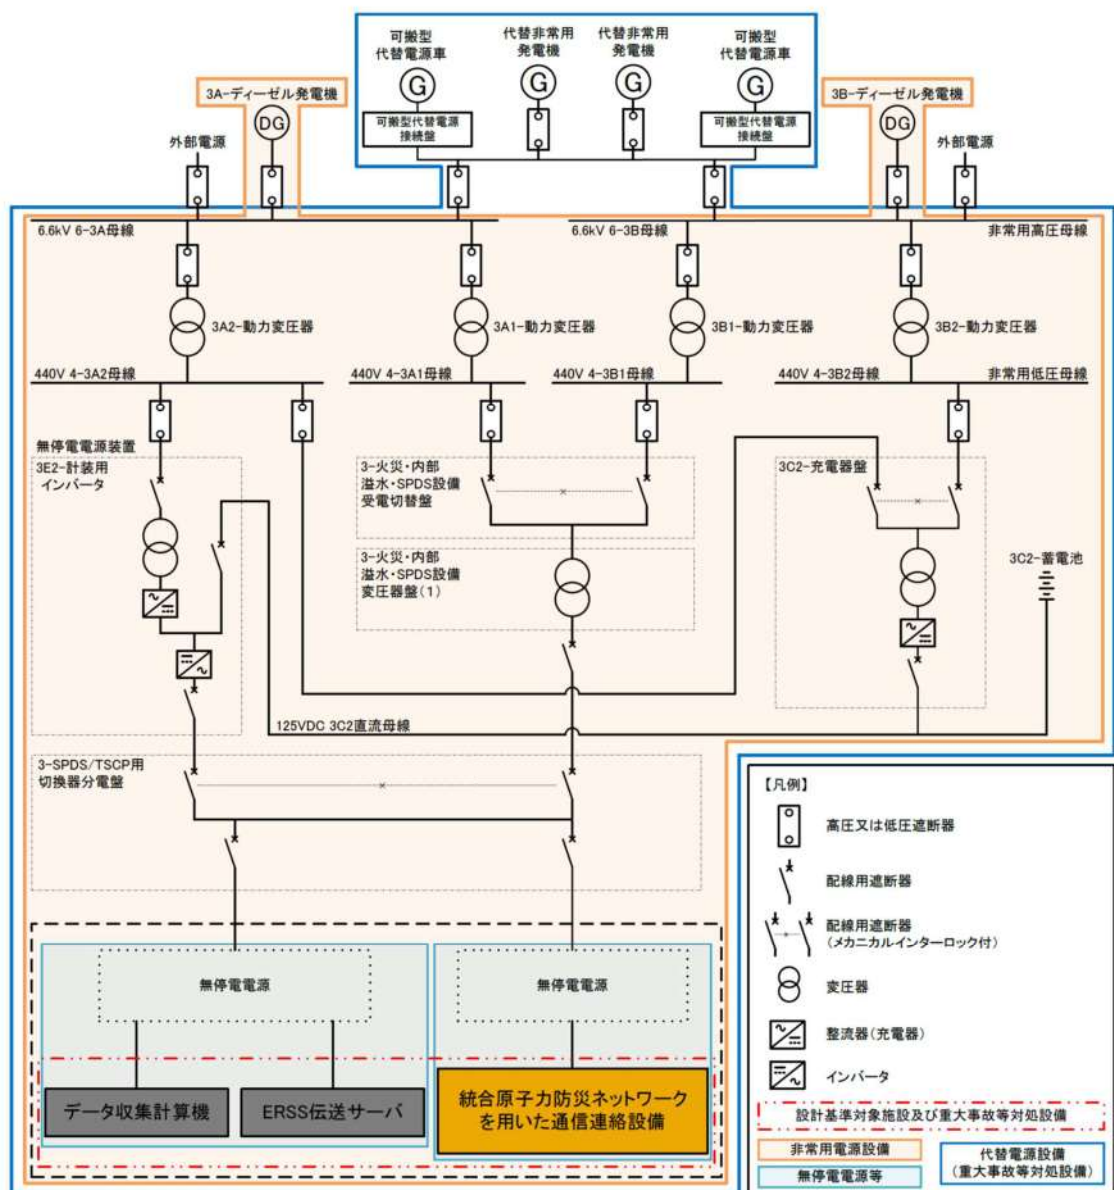 可搬型
代替電源車
代替非常用
発電機
代替非常用
発電機
可搬型
代替電源車
G
G
G
G
3A-ディーゼル発電機
3B-ディーゼル発電機
DG
DG
可搬型代替電源
接続盤
可搬型代替電源
接続盤
外部電源
外部電源
6.6kV 6-3A母線
6.6kV 6-3B母線
非常用高圧母線
3A2-動力変圧器
3A1-動力変圧器
3B1-動力変圧器
3B2-動力変圧器
440V 4-3A2母線
440V 4-3A1母線
440V 4-3B1母線
440V 4-3B2母線
非常用低圧母線
無停電電源装置
3E2-計装用
インバータ
3-火災・内部
溢水・SPDS設備
受電切替盤
3C2-充電器盤
3-火災・内部
溢水・SPDS設備
変圧器盤(1)
3C2-蓄電池
125VDC 3C2直流母線
3-SPDS/TSCP用
切換器分電盤
無停電電源
無停電電源
データ収集計算機
ERSS伝送サーバ
統合原子力防災ネットワーク
を用いた通信連絡設備
【凡例】
高圧又は低圧遮断器
配線用遮断器
配線用遮断器
(メカニカルインターロック付)
変圧器
整流器(充電器)
インバータ
設計基準対象施設及び重大事故等対処設備
非常用電源設備
無停電電源等
代替電源設備
(重大事故等対処設備)